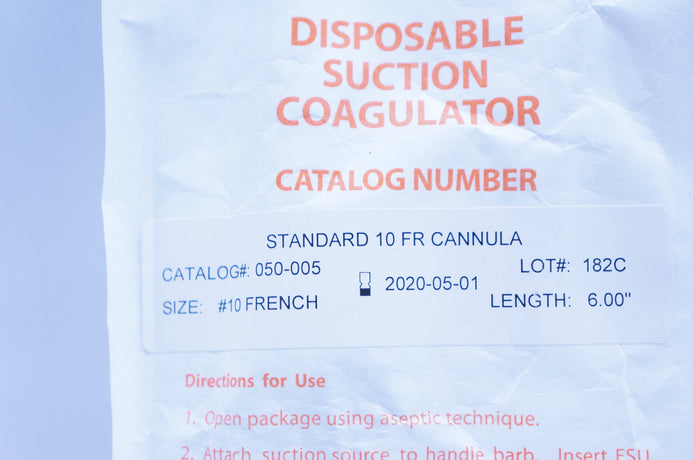 DISPOSABLE
SUCTION
COAGULATOR
CATALOG NUMBER
STANDARD 10 FR CANNULA
CATALOG#: 050-005
2020-05-01
LOT#: 182C
SIZE: #10 FRENCH
LENGTH: 6.00"
Directions for Use
1. Open package using aseptic technique.
2. Attach suction source to handle barb. Insert ESU